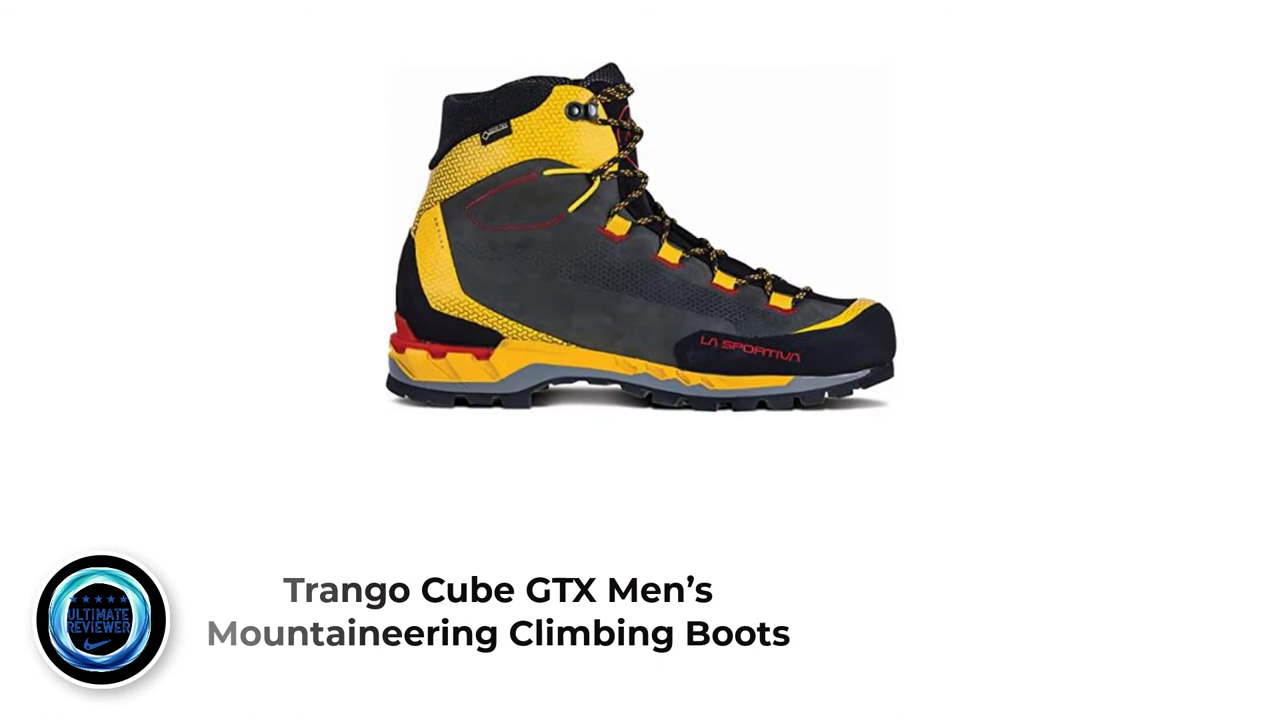 LA SPORTIVA
ULTIMATE
REVIEWER
Trango Cube GTX Men’s
Mountaineering Climbing Boots